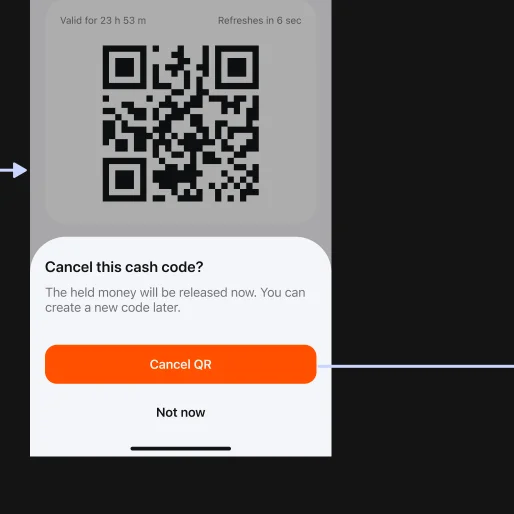 Valid for 23 h 53 m
Refreshes in 6 sec
Cancel this cash code?
The held money will be released now. You can
create a new code later.
Cancel QR
Not now